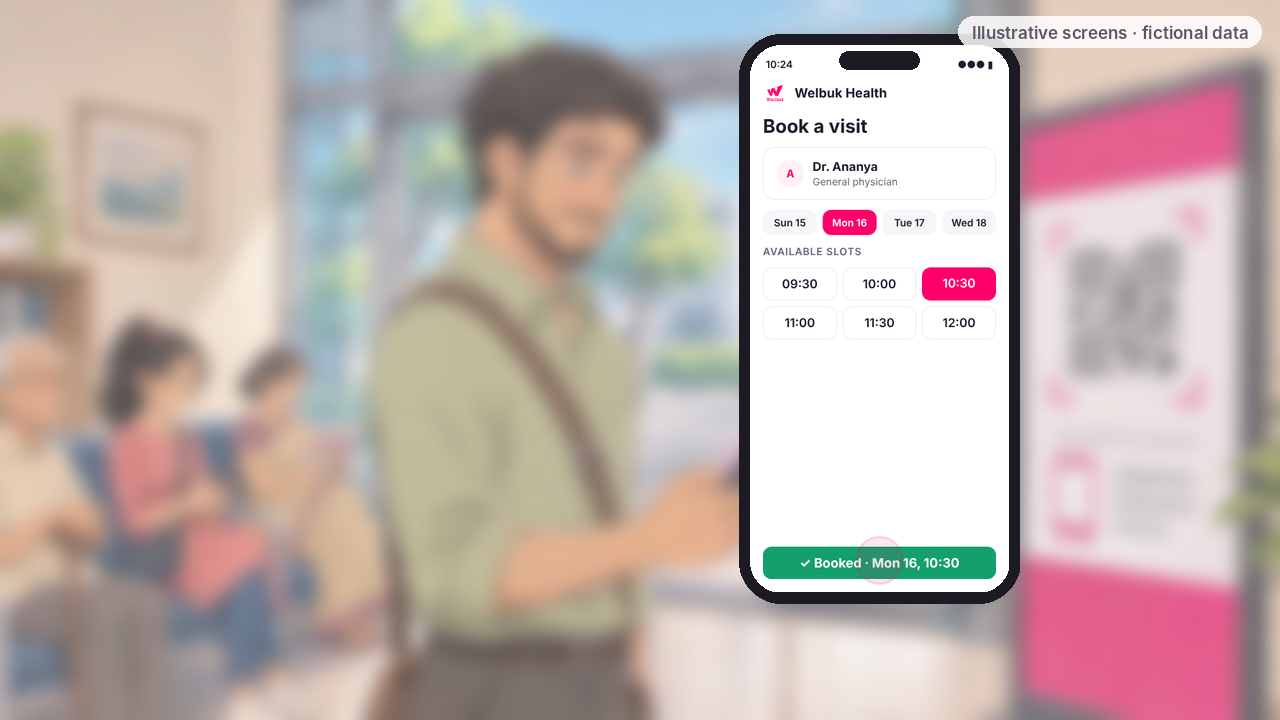 Illustrative screens · fictional data
10:24
Welbuk
Welbuk Health
Book a visit
A
Dr. Ananya
General physician
Sun 15
Mon 16
Tue 17
Wed 18
AVAILABLE SLOTS
09:30
10:00
10:30
11:00
11:30
12:00
✓ Booked · Mon 16, 10:30